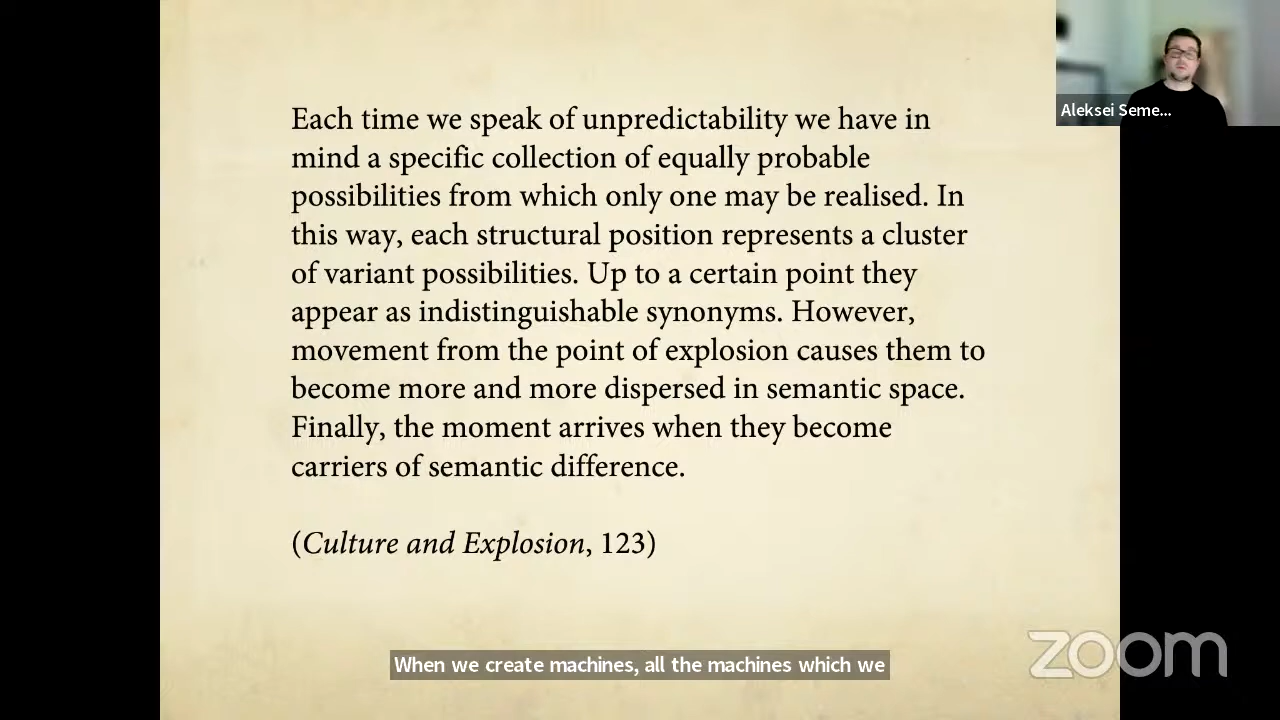 Each time we speak of unpredictability we have in
mind a specific collection of equally probable
possibilities from which only one may be realised. In
this way, each structural position represents a cluster
of variant possibilities. Up to a certain point they
appear as indistinguishable synonyms. However,
movement from the point of explosion causes them to
become more and more dispersed in semantic space.
Finally, the moment arrives when they become
carriers of semantic difference.
(Culture and Explosion, 123)
Aleksei Seme...
When we create machines, all the machines which we
zoom